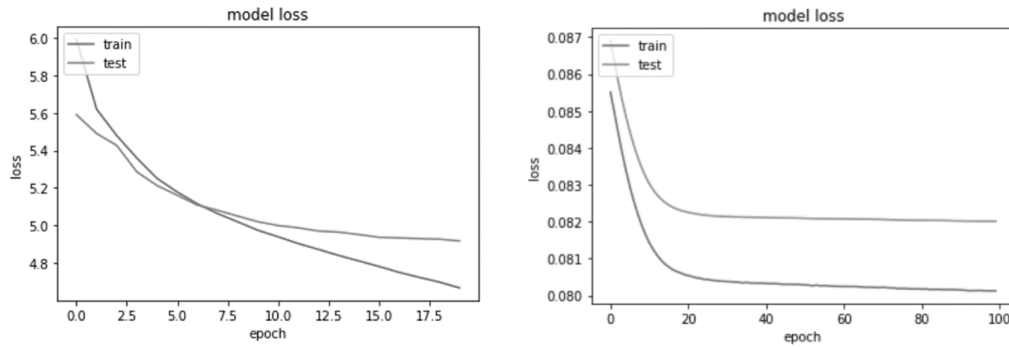 model loss
6.0
5.8
5.6
5.4
5.2
5.0
4.8
loss
train
test
0.0 2.5 5.0 7.5 10.0 12.5 15.0 17.5
epoch
model loss
0.087
0.086
0.085
0.084
0.083
0.082
0.081
0.080
loss
train
test
0 20 40 60 80 100
epoch